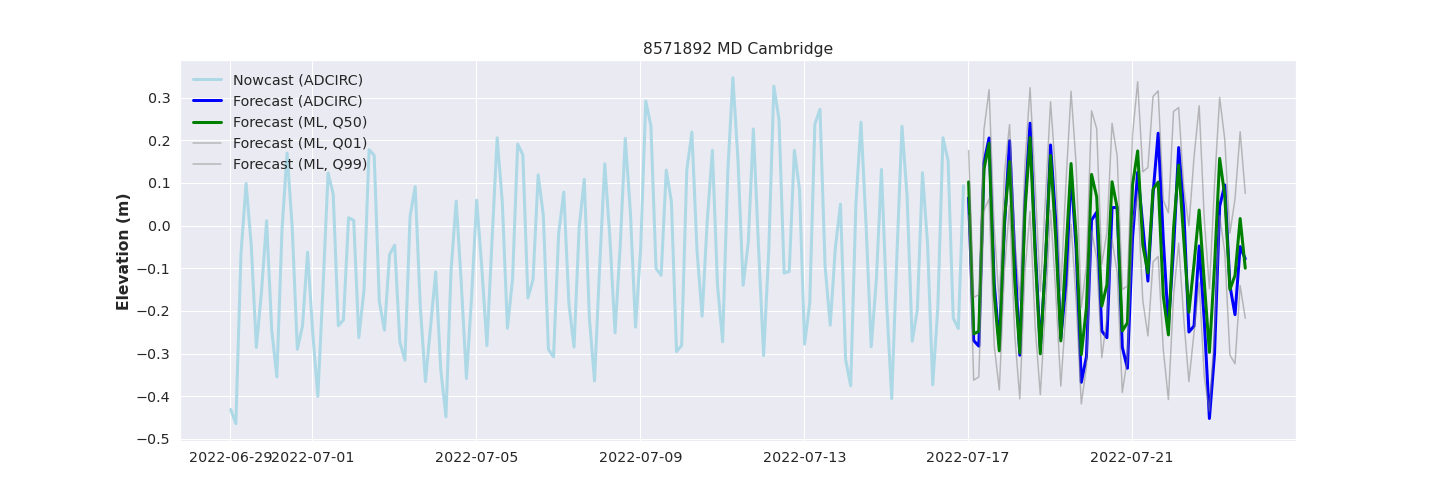 8571892 MD Cambridge
Nowcast (ADCIRC)
Forecast (ADCIRC)
Forecast (ML, Q50)
Forecast (ML, Q01)
Forecast (ML, Q99)
Elevation (m)
0.3
0.2
0.1
0.0
−0.1
−0.2
−0.3
−0.4
−0.5
2022-06-29 2022-07-01 2022-07-05 2022-07-09 2022-07-13 2022-07-17 2022-07-21